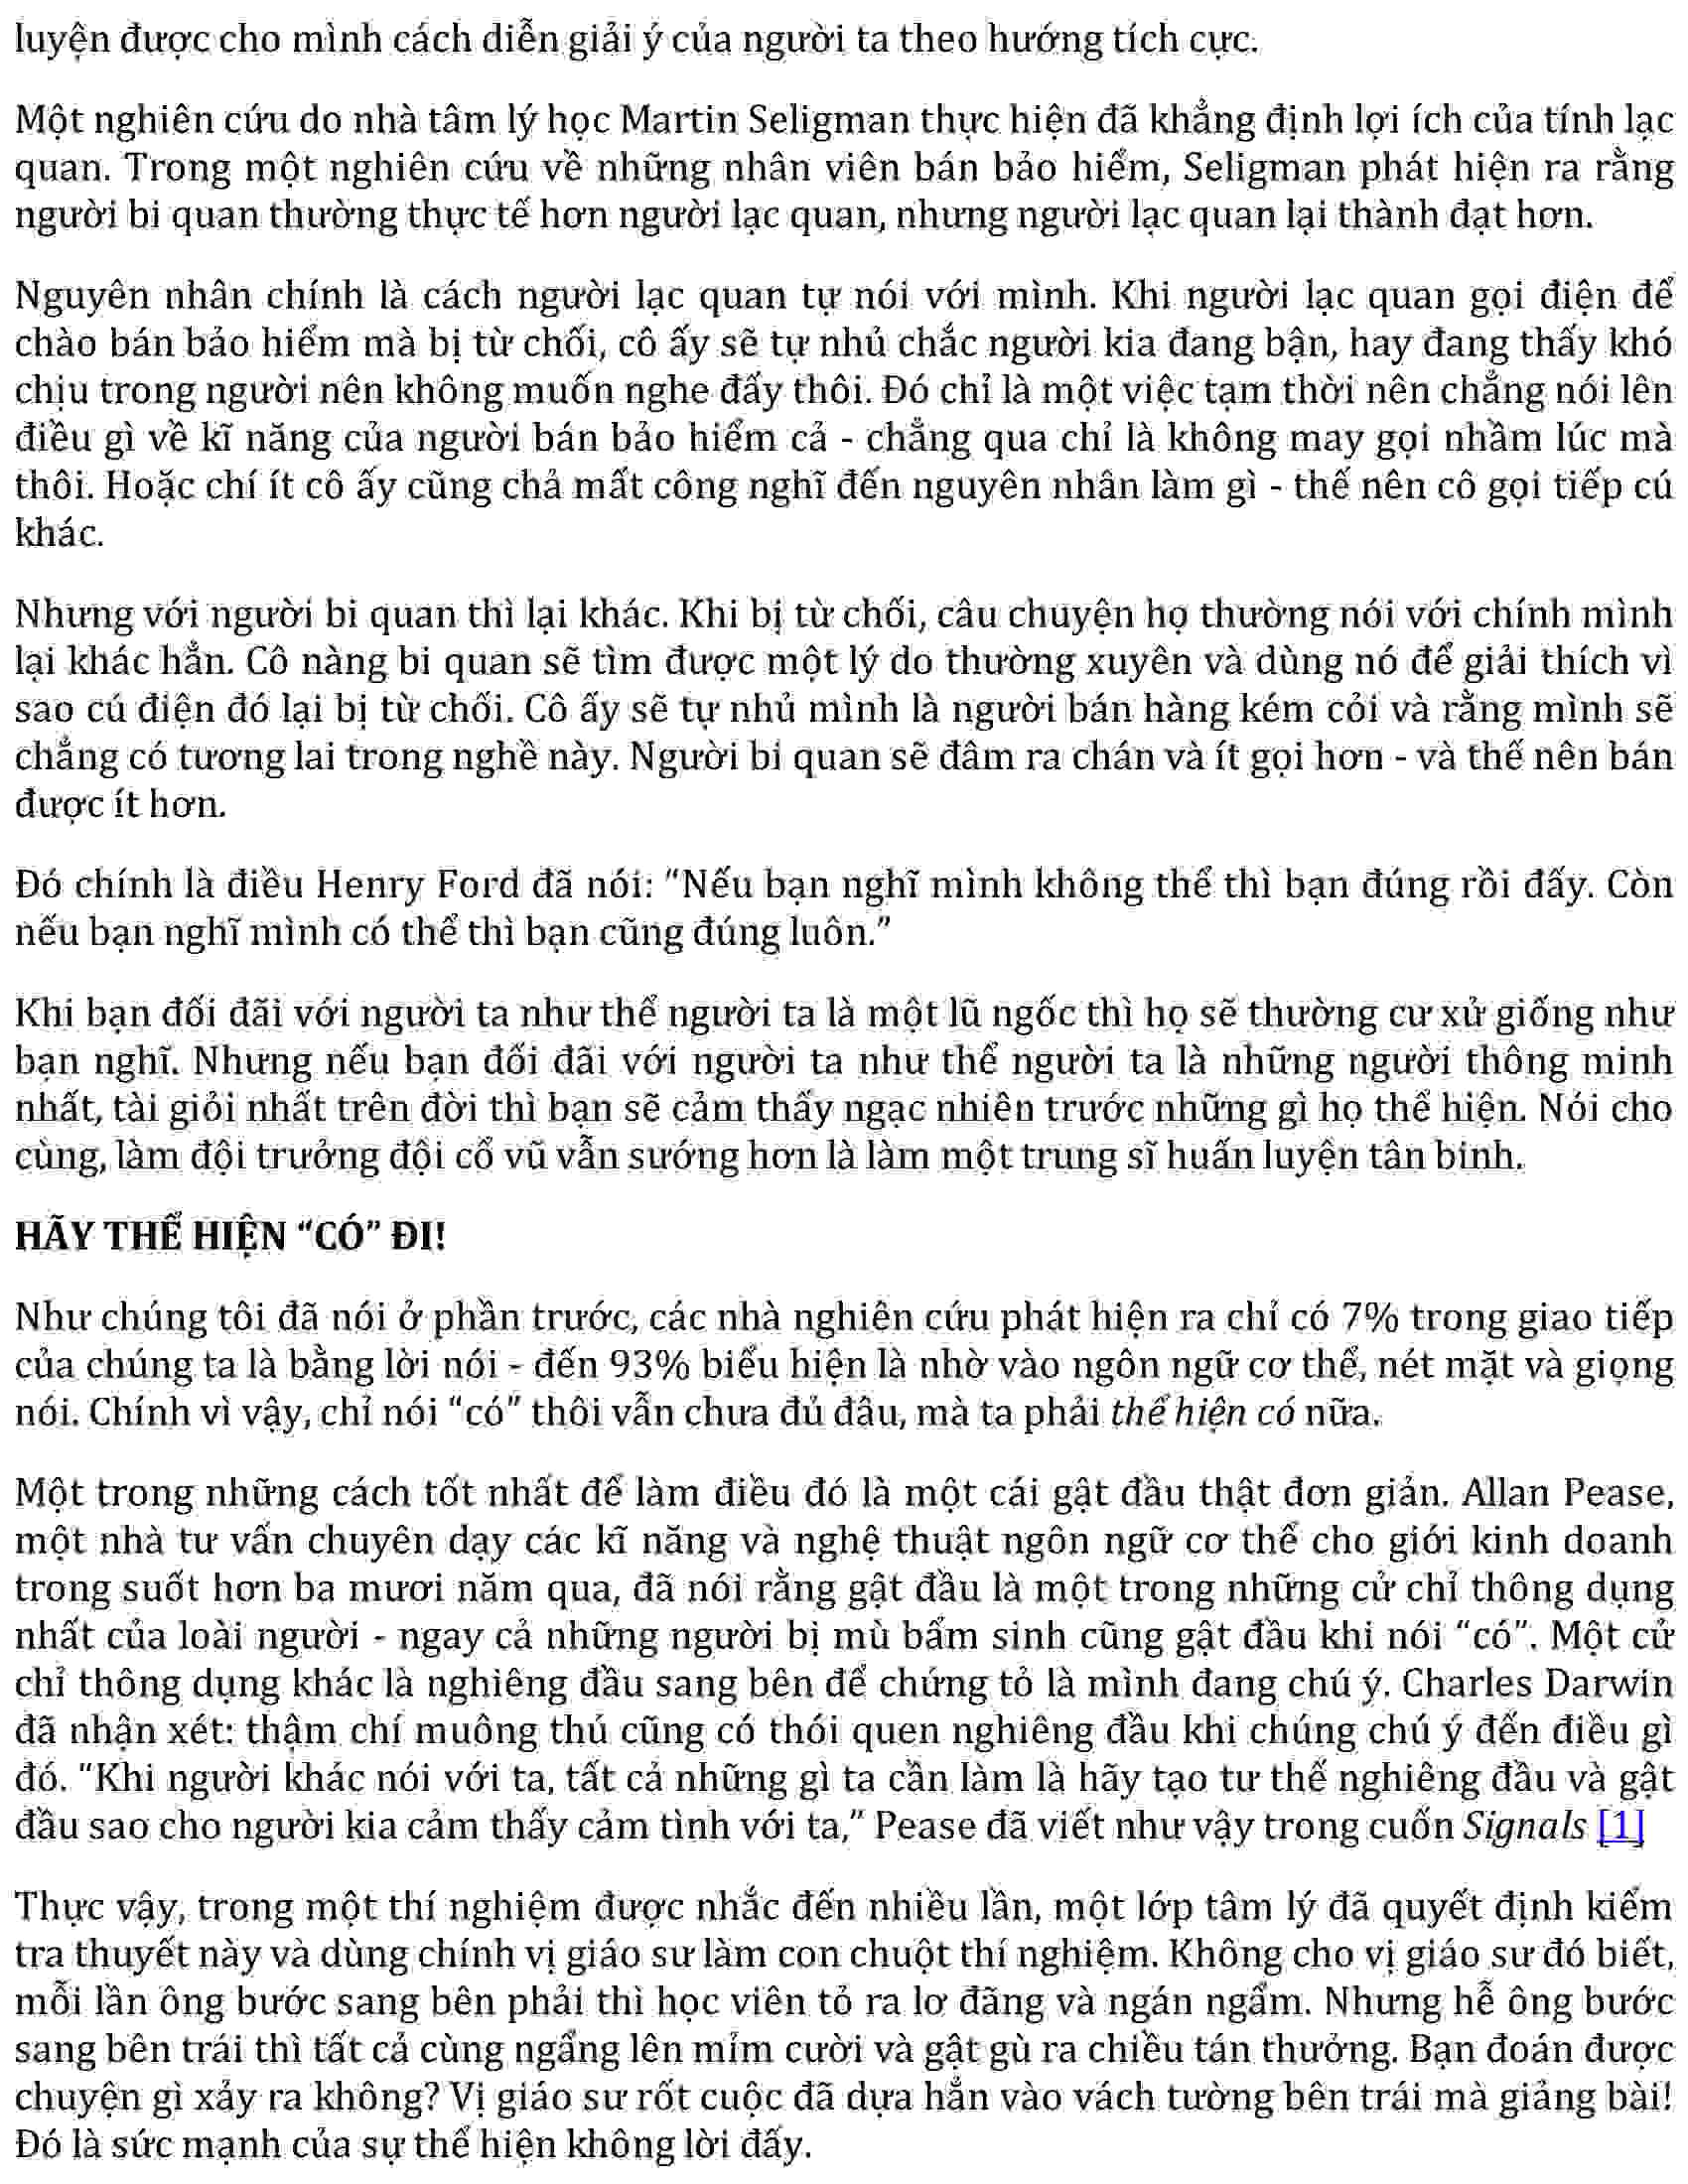 luyện được cho mình cách diễn giải ý của người ta theo hướng tích cực.
Một nghiên cứu do nhà tâm lý học Martin Seligman thực hiện đã khẳng định lợi ích của tính lạc
quan. Trong một nghiên cứu về những nhân viên bán bảo hiểm, Seligman phát hiện ra rằng
người bi quan thường thực tế hơn người lạc quan, nhưng người lạc quan lại thành đạt hơn.
Nguyên nhân chính là cách người lạc quan tự nói với mình. Khi người lạc quan gọi điện để
chào bán bảo hiểm mà bị từ chối, cô ấy sẽ tự nhủ chắc người kia đang bận, hay đang thấy khó
chịu trong người nên không muốn nghe đấy thôi. Đó chỉ là một việc tạm thời nên chẳng nói lên
điều gì về kĩ năng của người bán bảo hiểm cả - chẳng qua chỉ là không may gọi nhầm lúc mà
thôi. Hoặc chí ít cô ấy cũng chả mất công nghĩ đến nguyên nhân làm gì - thế nên cô gọi tiếp cú
khác.
Nhưng với người bi quan thì lại khác. Khi bị từ chối, câu chuyện họ thường nói với chính mình
lại khác hẳn. Cô nàng bi quan sẽ tìm được một lý do thường xuyên và dùng nó để giải thích vì
sao cú điện đó lại bị từ chối. Cô ấy sẽ tự nhủ mình là người bán hàng kém cỏi và rằng mình sẽ
chẳng có tương lai trong nghề này. Người bi quan sẽ đâm ra chán và ít gọi hơn - và thế nên bán
được ít hơn.
Đó chính là điều Henry Ford đã nói: “Nếu bạn nghĩ mình không thể thì bạn đúng rồi đấy. Còn
nếu bạn nghĩ mình có thể thì bạn cũng đúng luôn.”
Khi bạn đối đãi với người ta như thể người ta là một lũ ngốc thì họ sẽ thường cư xử giống như
bạn nghĩ. Nhưng nếu bạn đối đãi với người ta như thể người ta là những người thông minh
nhất, tài giỏi nhất trên đời thì bạn sẽ cảm thấy ngạc nhiên trước những gì họ thể hiện. Nói cho
cùng, làm đội trưởng đội cổ vũ vẫn sướng hơn là làm một trung sĩ huấn luyện tân binh.
HÃY THỂ HIỆN “CÓ” ĐI!
Như chúng tôi đã nói ở phần trước, các nhà nghiên cứu phát hiện ra chỉ có 7% trong giao tiếp
của chúng ta là bằng lời nói - đến 93% biểu hiện là nhờ vào ngôn ngữ cơ thể, nét mặt và giọng
nói. Chính vì vậy, chỉ nói “có” thôi vẫn chưa đủ đâu, mà ta phải thể hiện có nữa.
Một trong những cách tốt nhất để làm điều đó là một cái gật đầu thật đơn giản. Allan Pease,
một nhà tư vấn chuyên dạy các kĩ năng và nghệ thuật ngôn ngữ cơ thể cho giới kinh doanh
trong suốt hơn ba mươi năm qua, đã nói rằng gật đầu là một trong những cử chỉ thông dụng
nhất của loài người - ngay cả những người bị mù bẩm sinh cũng gật đầu khi nói “có”. Một cử
chỉ thông dụng khác là nghiêng đầu sang bên để chứng tỏ là mình đang chú ý. Charles Darwin
đã nhận xét: thậm chí muông thú cũng có thói quen nghiêng đầu khi chúng chú ý đến điều gì
đó. “Khi người khác nói với ta, tất cả những gì ta cần làm là hãy tạo tư thế nghiêng đầu và gật
đầu sao cho người kia cảm thấy cảm tình với ta,” Pease đã viết như vậy trong cuốn Signals [1]
Thực vậy, trong một thí nghiệm được nhắc đến nhiều lần, một lớp tâm lý đã quyết định kiểm
tra thuyết này và dùng chính vị giáo sư làm con chuột thí nghiệm. Không cho vị giáo sư đó biết,
mỗi lần ông bước sang bên phải thì học viên tỏ ra lơ đãng và ngán ngẩm. Nhưng hễ ông bước
sang bên trái thì tất cả cùng ngẩng lên mỉm cười và gật gù ra chiều tán thưởng. Bạn đoán được
chuyện gì xảy ra không? Vị giáo sư rốt cuộc đã dựa hẳn vào vách tường bên trái mà giảng bài!
Đó là sức mạnh của sự thể hiện không lời đấy.